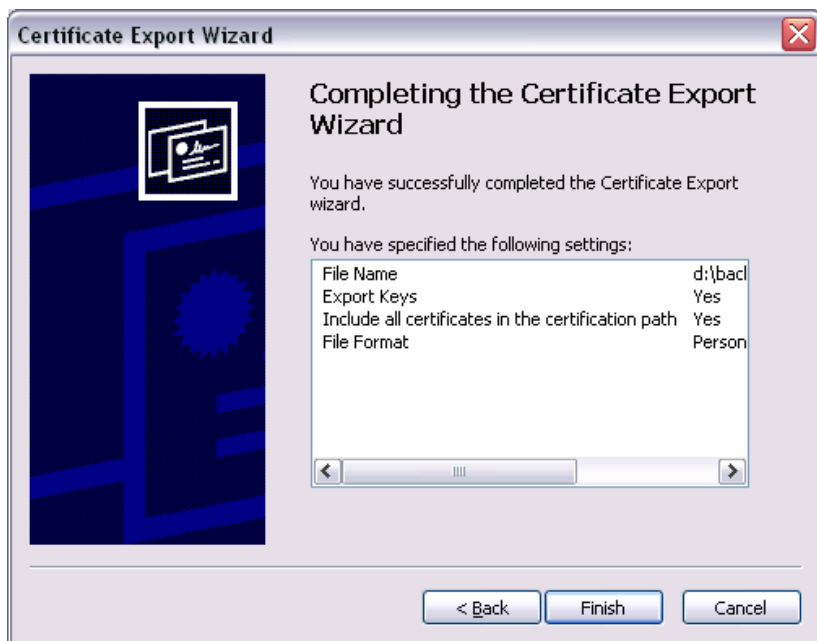 Certificate Export Wizard
Completing the Certificate Export
Wizard
You have successfully completed the Certificate Export
wizard.
You have specified the following settings:
File Name d:\bacl
Export Keys Yes
Include all certificates in the certification path Yes
File Format Person
< Back Finish Cancel